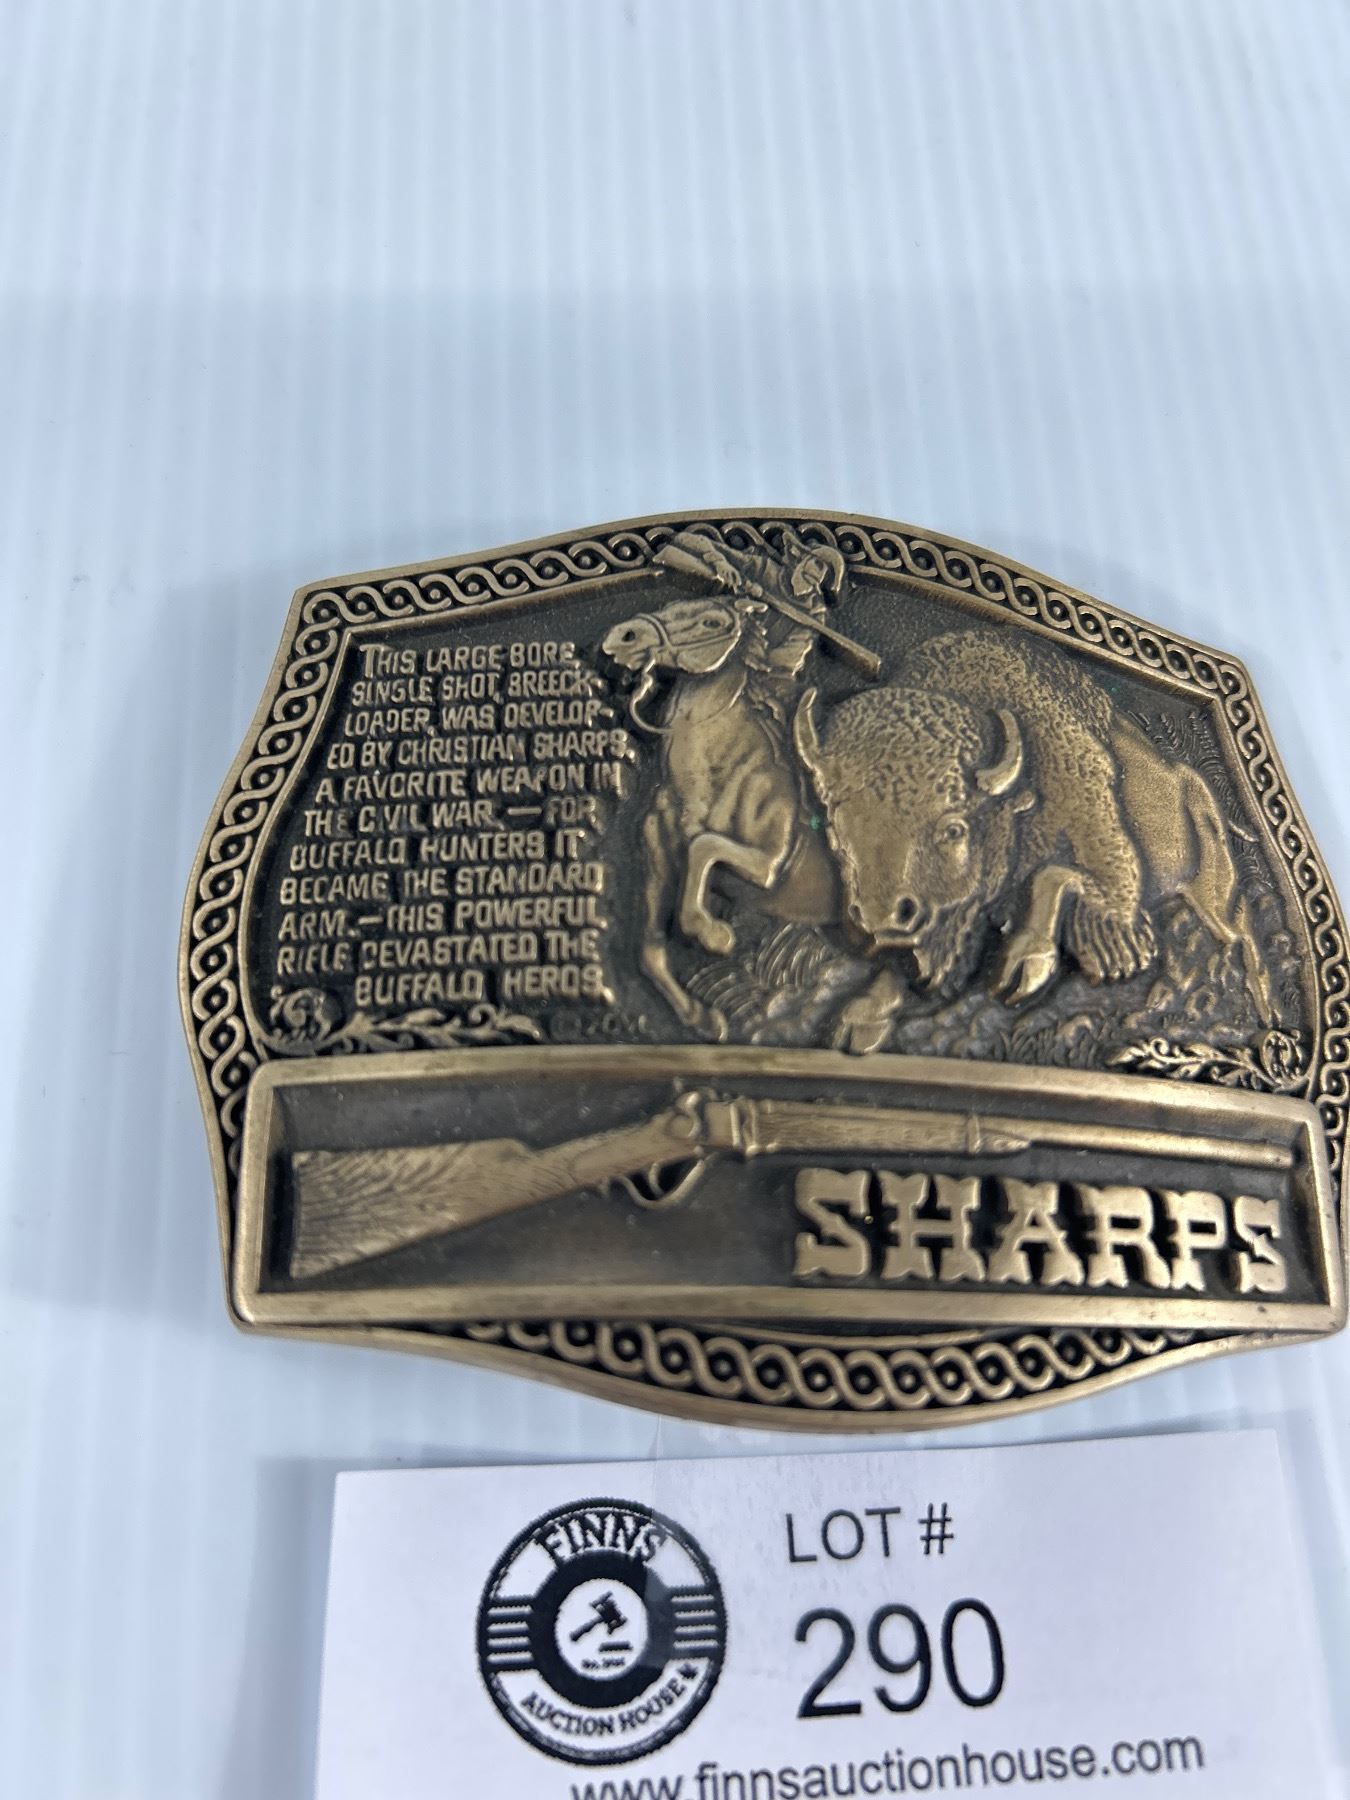 THIS LARGE BORE,
SINGLE SHOT, BREECH-
LOADER, WAS DEVELOP-
ED BY CHRISTIAN SHARPS.
A FAVORITE WEAPON IN
THE CIVIL WAR. — FOR
BUFFALO HUNTERS IT
BECAME THE STANDARD
ARM. — THIS POWERFUL
RIFLE DEVASTATED THE
BUFFALO HERDS.
SHARPS
FINNS
AUCTION HOUSE
LOT #
290
www.finnsauctionhouse.com